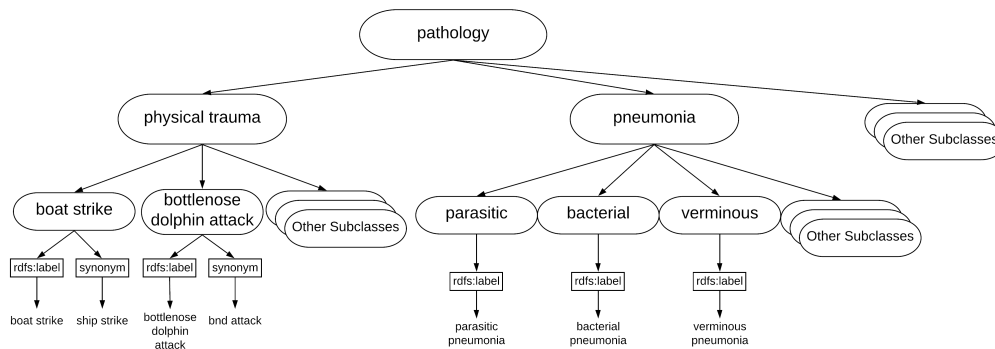 pathology
physical trauma
pneumonia
Other Subclasses
boat strike
bottlenose
dolphin attack
Other Subclasses
parasitic
bacterial
verminous
Other Subclasses
rdfs:label
synonym
rdfs:label
synonym
rdfs:label
rdfs:label
rdfs:label
boat strike
ship strike
bottlenose
dolphin
attack
bnd attack
parasitic
pneumonia
bacterial
pneumonia
verminous
pneumonia